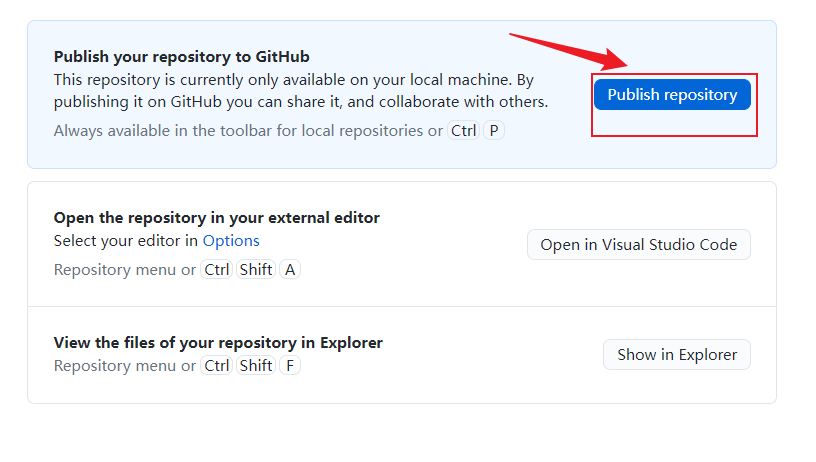 Publish your repository to GitHub
This repository is currently only available on your local machine. By
publishing it on GitHub you can share it, and collaborate with others.
Always available in the toolbar for local repositories or Ctrl P
Publish repository
Open the repository in your external editor
Select your editor in Options
Repository menu or Ctrl Shift A
Open in Visual Studio Code
View the files of your repository in Explorer
Repository menu or Ctrl Shift F
Show in Explorer